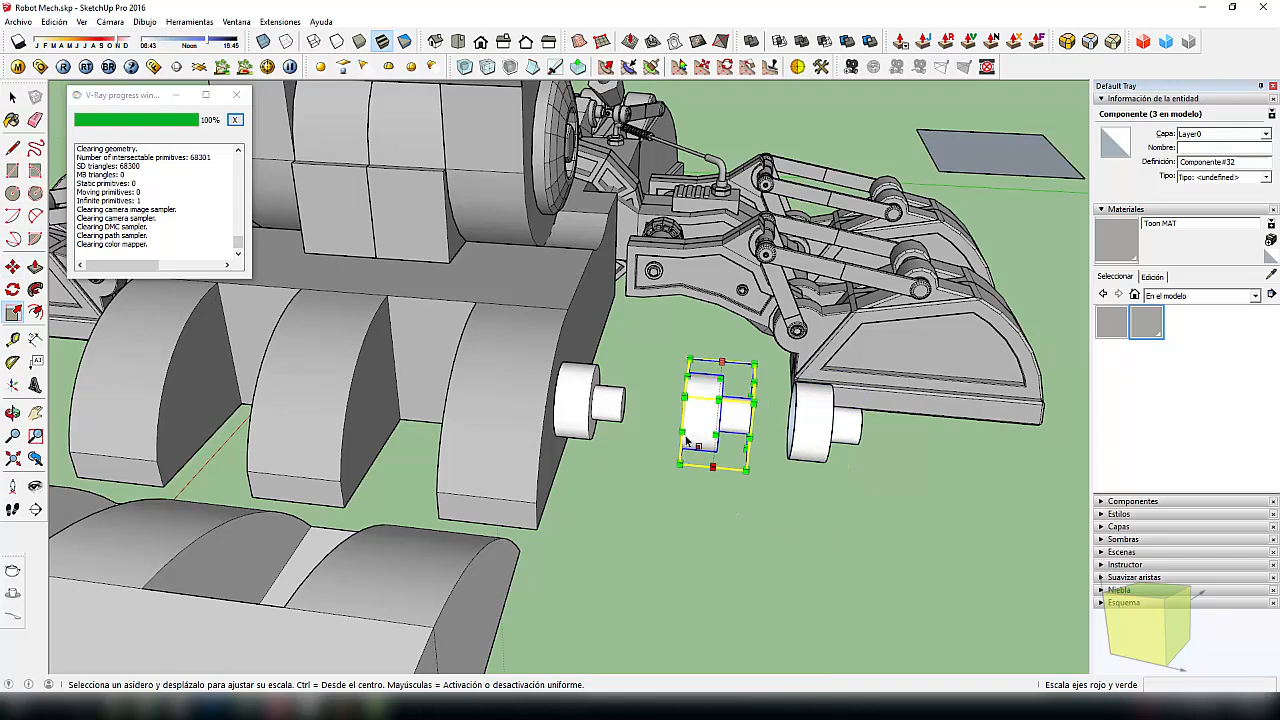 Robot Mech.skp - SketchUp Pro 2016
Archivo Edición Ver Cámara Dibujo Herramientas Ventana Extensiones Ayuda
J F M A M J J A S O N D 06:43 Noon 16:45
V-Ray progress win...
100% X
Clearing geometry.
Number of intersectable primitives: 68301
SD triangles: 68300
MB triangles: 0
Static primitives: 0
Moving primitives: 0
Infinite primitives: 1
Clearing camera image sampler.
Clearing camera sampler.
Clearing DMC sampler.
Clearing path sampler.
Clearing color mapper.
Default Tray
Información de la entidad
Componente (3 en modelo)
Capa: Layer0
Nombre:
Definición: Componente#32
Tipo: Tipo: <undefined>
Materiales
Toon MAT
Seleccionar Edición
En el modelo
Componentes
Estilos
Capas
Sombras
Escenas
Instructor
Suavizar aristas
Niebla
Esquema
Selecciona un asidero y desplázalo para ajustar su escala. Ctrl = Desde el centro. Mayúsculas = Activación o desactivación uniforme.
Escala ejes rojo y verde